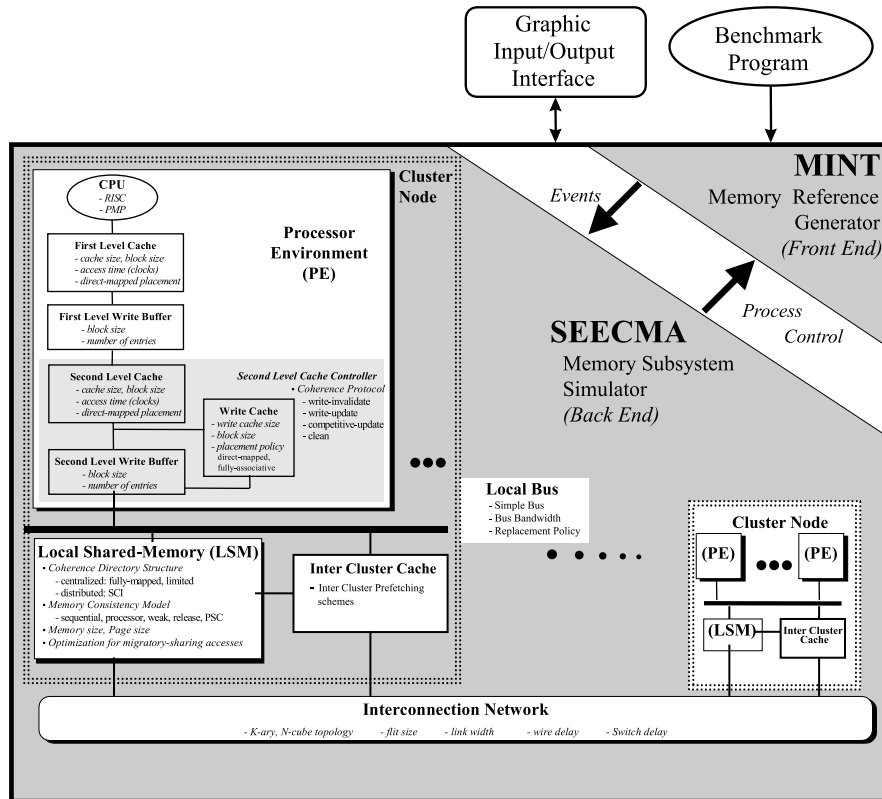 Graphic
Input/Output
Interface
Benchmark
Program
MINT
Memory Reference
Generator
(Front End)
Events
Process
Control
SEECMA
Memory Subsystem
Simulator
(Back End)
Cluster
Node
Processor
Environment
(PE)
CPU
- RISC
- PMP
First Level Cache
- cache size, block size
- access time (clocks)
- direct-mapped placement
First Level Write Buffer
- block size
- number of entries
Second Level Cache Controller
• Coherence Protocol
- write-invalidate
- write-update
- competitive-update
- clean
Second Level Cache
- cache size, block size
- access time (clocks)
- direct-mapped placement
Write Cache
- write cache size
- block size
- placement policy
direct-mapped,
fully-associative
Second Level Write Buffer
- block size
- number of entries
Local Bus
- Simple Bus
- Bus Bandwidth
- Replacement Policy
Local Shared-Memory (LSM)
• Coherence Directory Structure
- centralized: fully-mapped, limited
- distributed: SCI
• Memory Consistency Model
- sequential, processor, weak, release, PSC
• Memory size, Page size
• Optimization for migratory-sharing accesses
Inter Cluster Cache
- Inter Cluster Prefetching
schemes
Cluster Node
(PE)
(PE)
(LSM)
Inter Cluster
Cache
Interconnection Network
- K-ary, N-cube topology - flit size - link width - wire delay - Switch delay